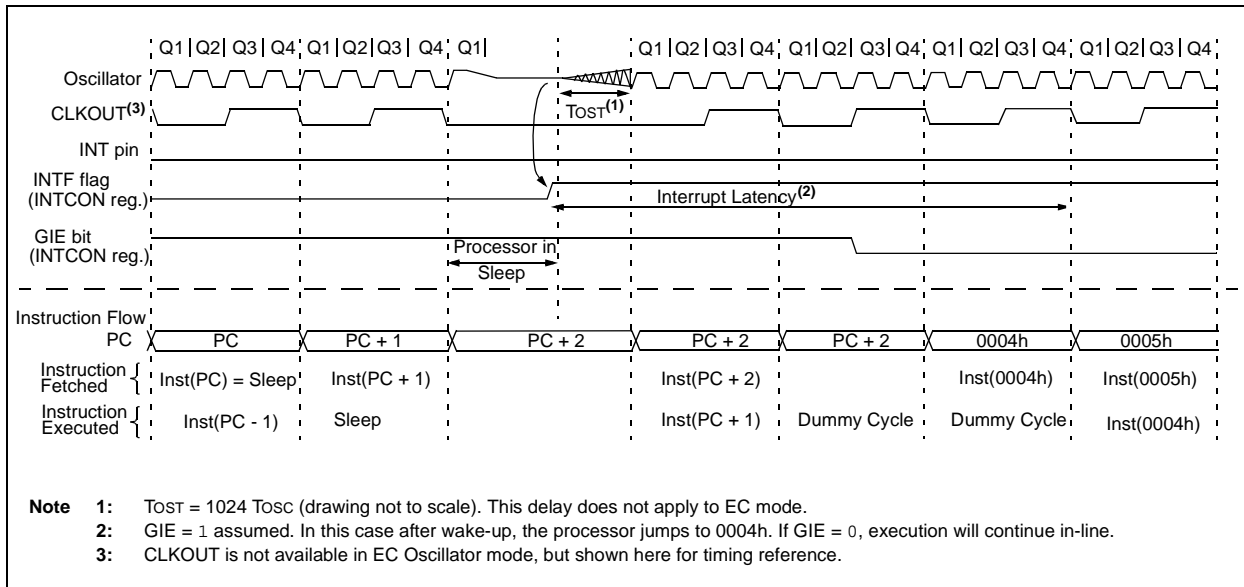 Q1 Q2 Q3 Q4 Q1 Q2 Q3 Q4 Q1 Q1 Q2 Q3 Q4 Q1 Q2 Q3 Q4 Q1 Q2 Q3 Q4 Q1 Q2 Q3 Q4
Oscillator
CLKOUT(3)
TOST(1)
INT pin
INTF flag
(INTCON reg.)
Interrupt Latency(2)
GIE bit
(INTCON reg.)
Processor in
Sleep
Instruction Flow
PC PC PC + 1 PC + 2 PC + 2 PC + 2 0004h 0005h
Instruction
Fetched { Inst(PC) = Sleep Inst(PC + 1) Inst(PC + 2) Inst(0004h) Inst(0005h)
Instruction
Executed { Inst(PC - 1) Sleep Inst(PC + 1) Dummy Cycle Dummy Cycle Inst(0004h)
Note 1: TOST = 1024 TOSC (drawing not to scale). This delay does not apply to EC mode.
2: GIE = 1 assumed. In this case after wake-up, the processor jumps to 0004h. If GIE = 0, execution will continue in-line.
3: CLKOUT is not available in EC Oscillator mode, but shown here for timing reference.